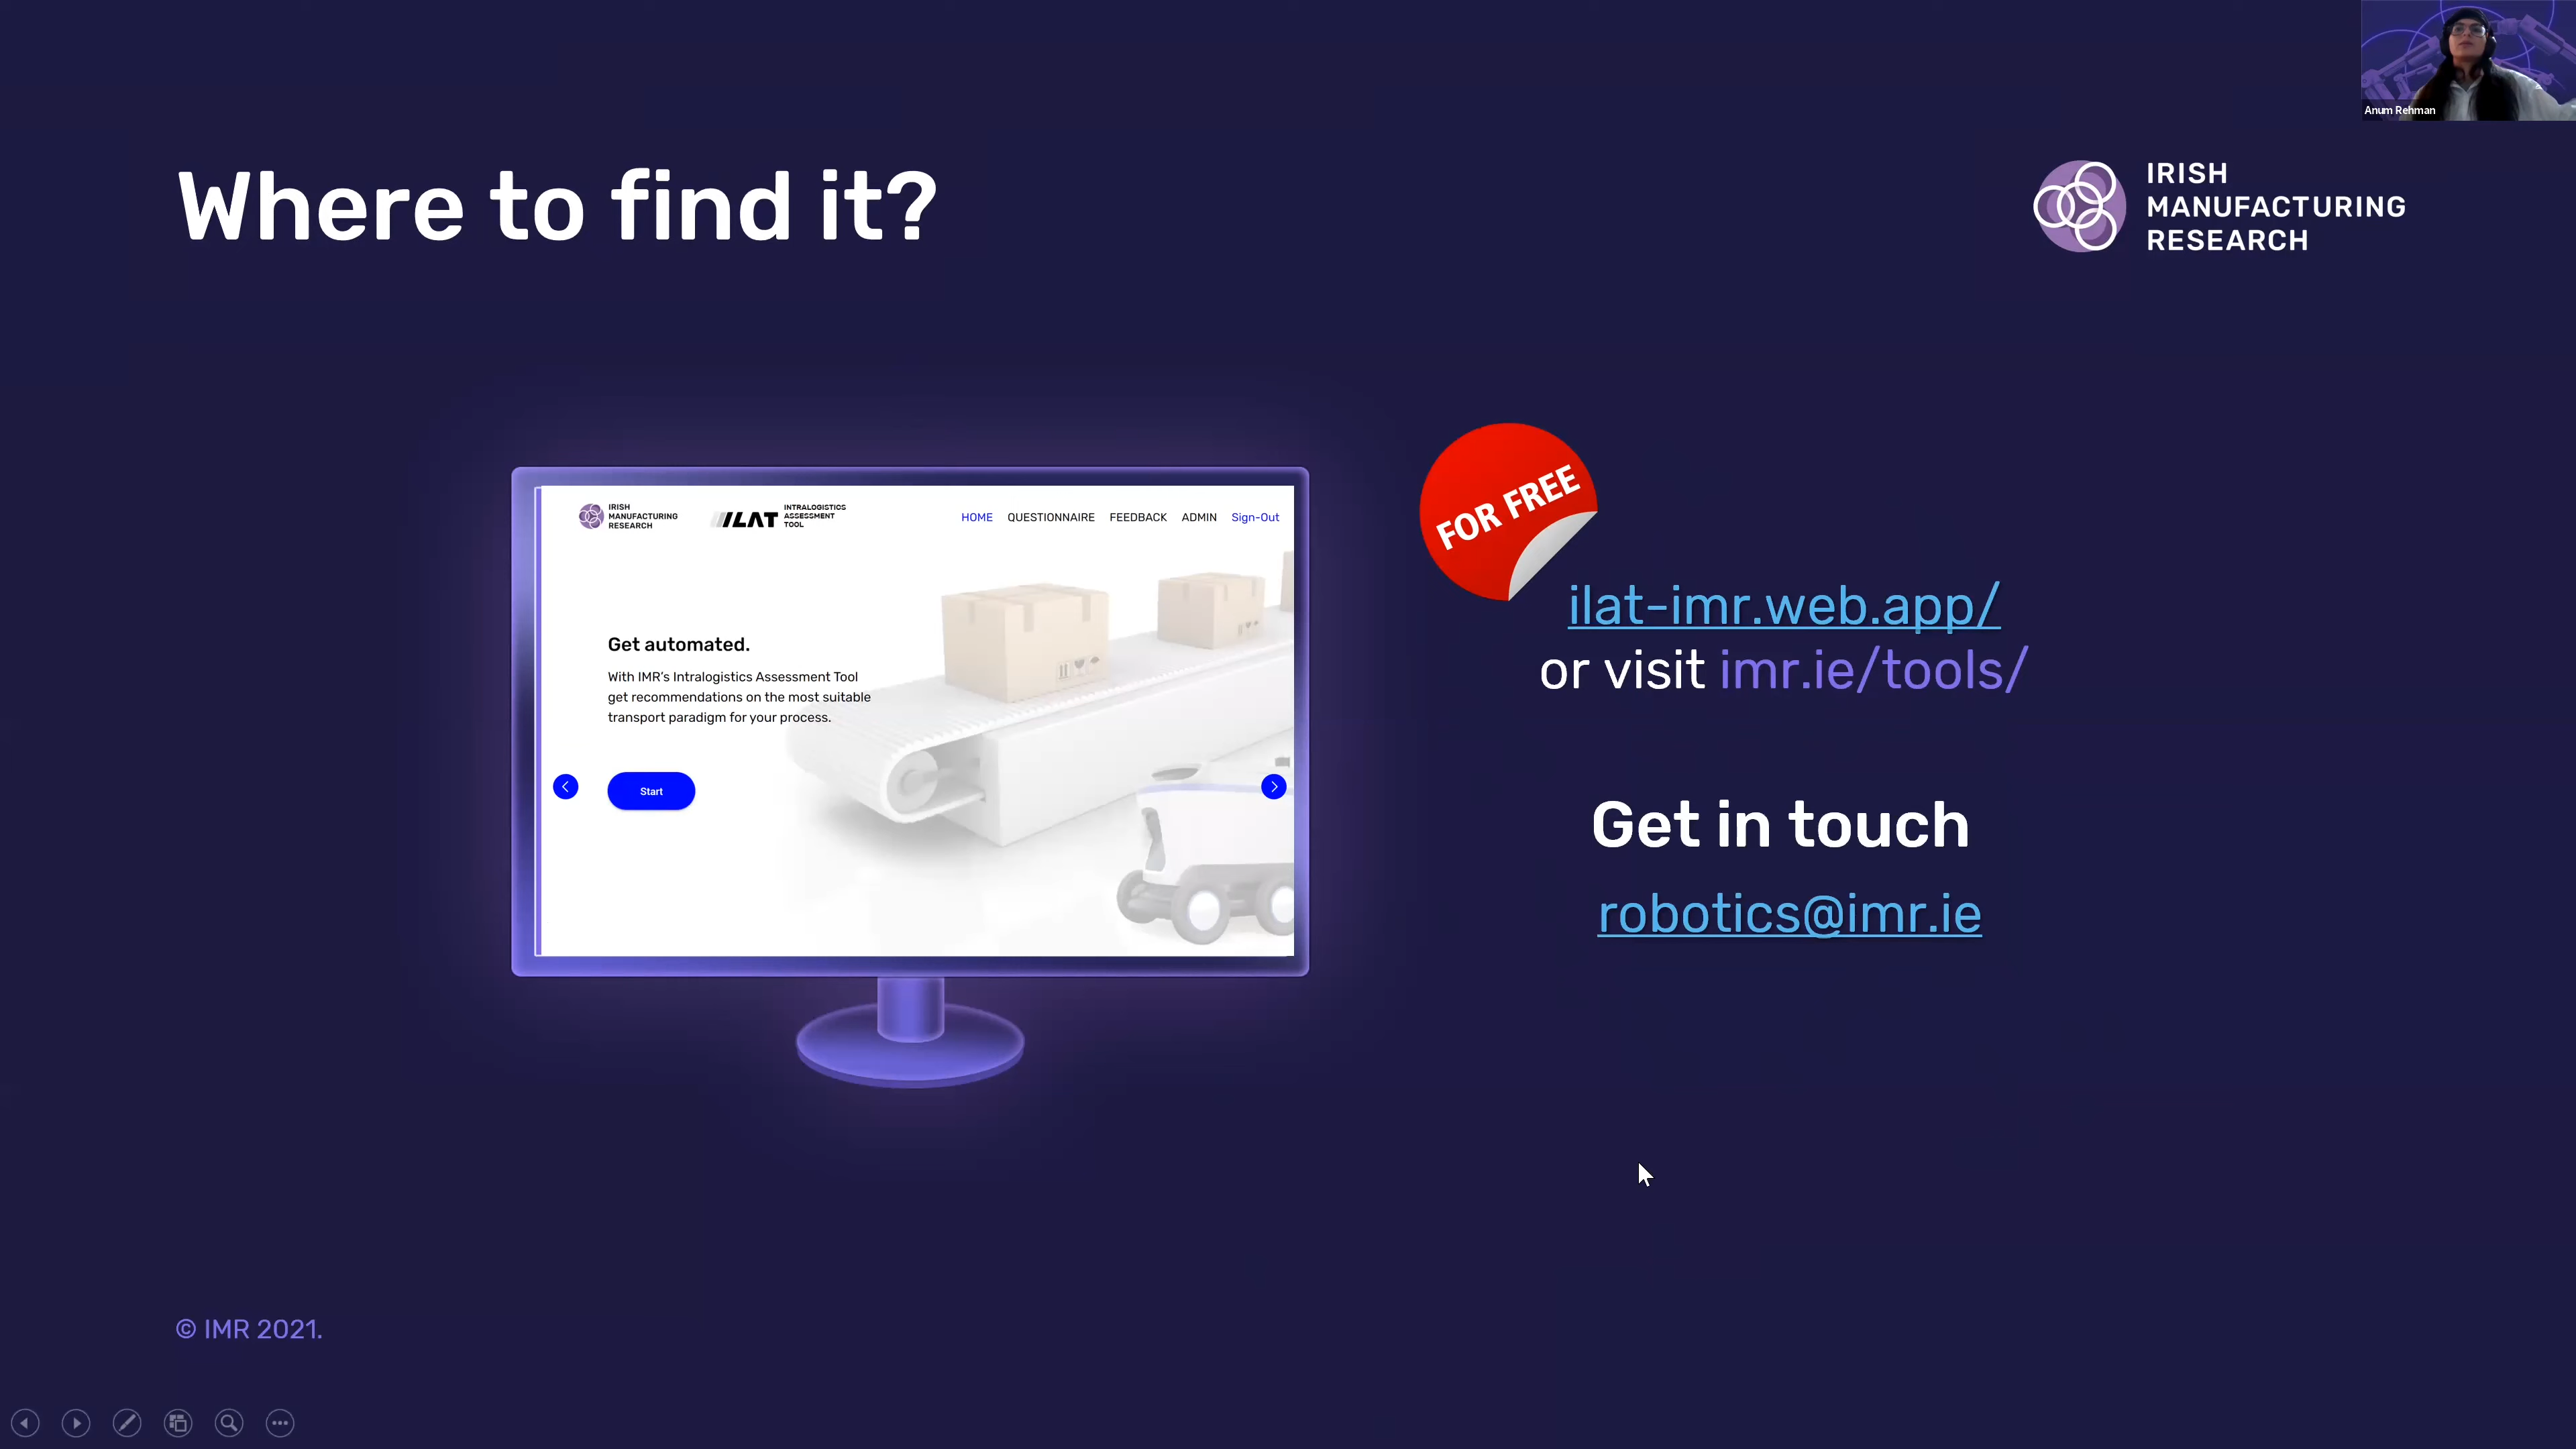 Anum Rehman
Where to find it?
IRISH
MANUFACTURING
RESEARCH
IRISH
MANUFACTURING
RESEARCH
ILAT
INTRALOGISTICS
ASSESSMENT
TOOL
HOME QUESTIONNAIRE FEEDBACK ADMIN Sign-Out
Get automated.
With IMR's Intralogistics Assessment Tool
get recommendations on the most suitable
transport paradigm for your process.
Start
FOR FREE
ilat-imr.web.app/
or visit imr.ie/tools/
Get in touch
robotics@imr.ie
© IMR 2021.